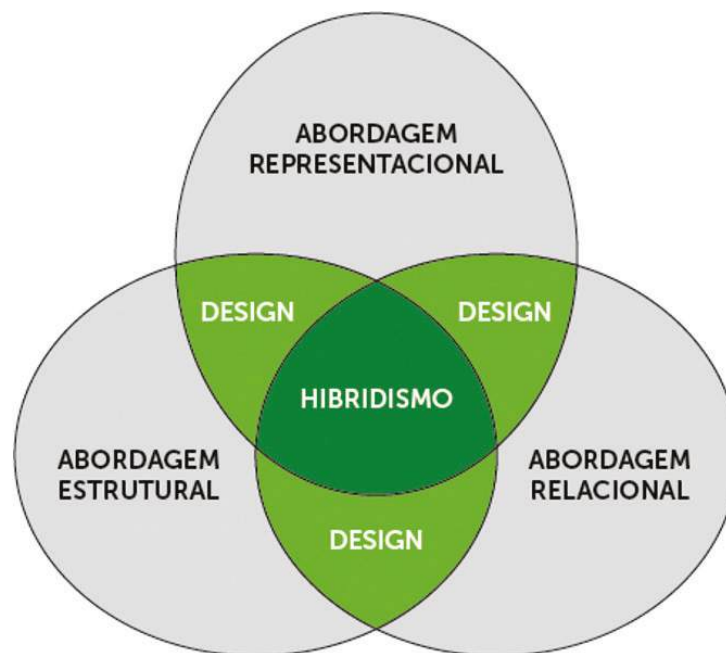 ABORDAGEM
REPRESENTACIONAL
DESIGN
DESIGN
HIBRIDISMO
ABORDAGEM
ESTRUTURAL
ABORDAGEM
RELACIONAL
DESIGN